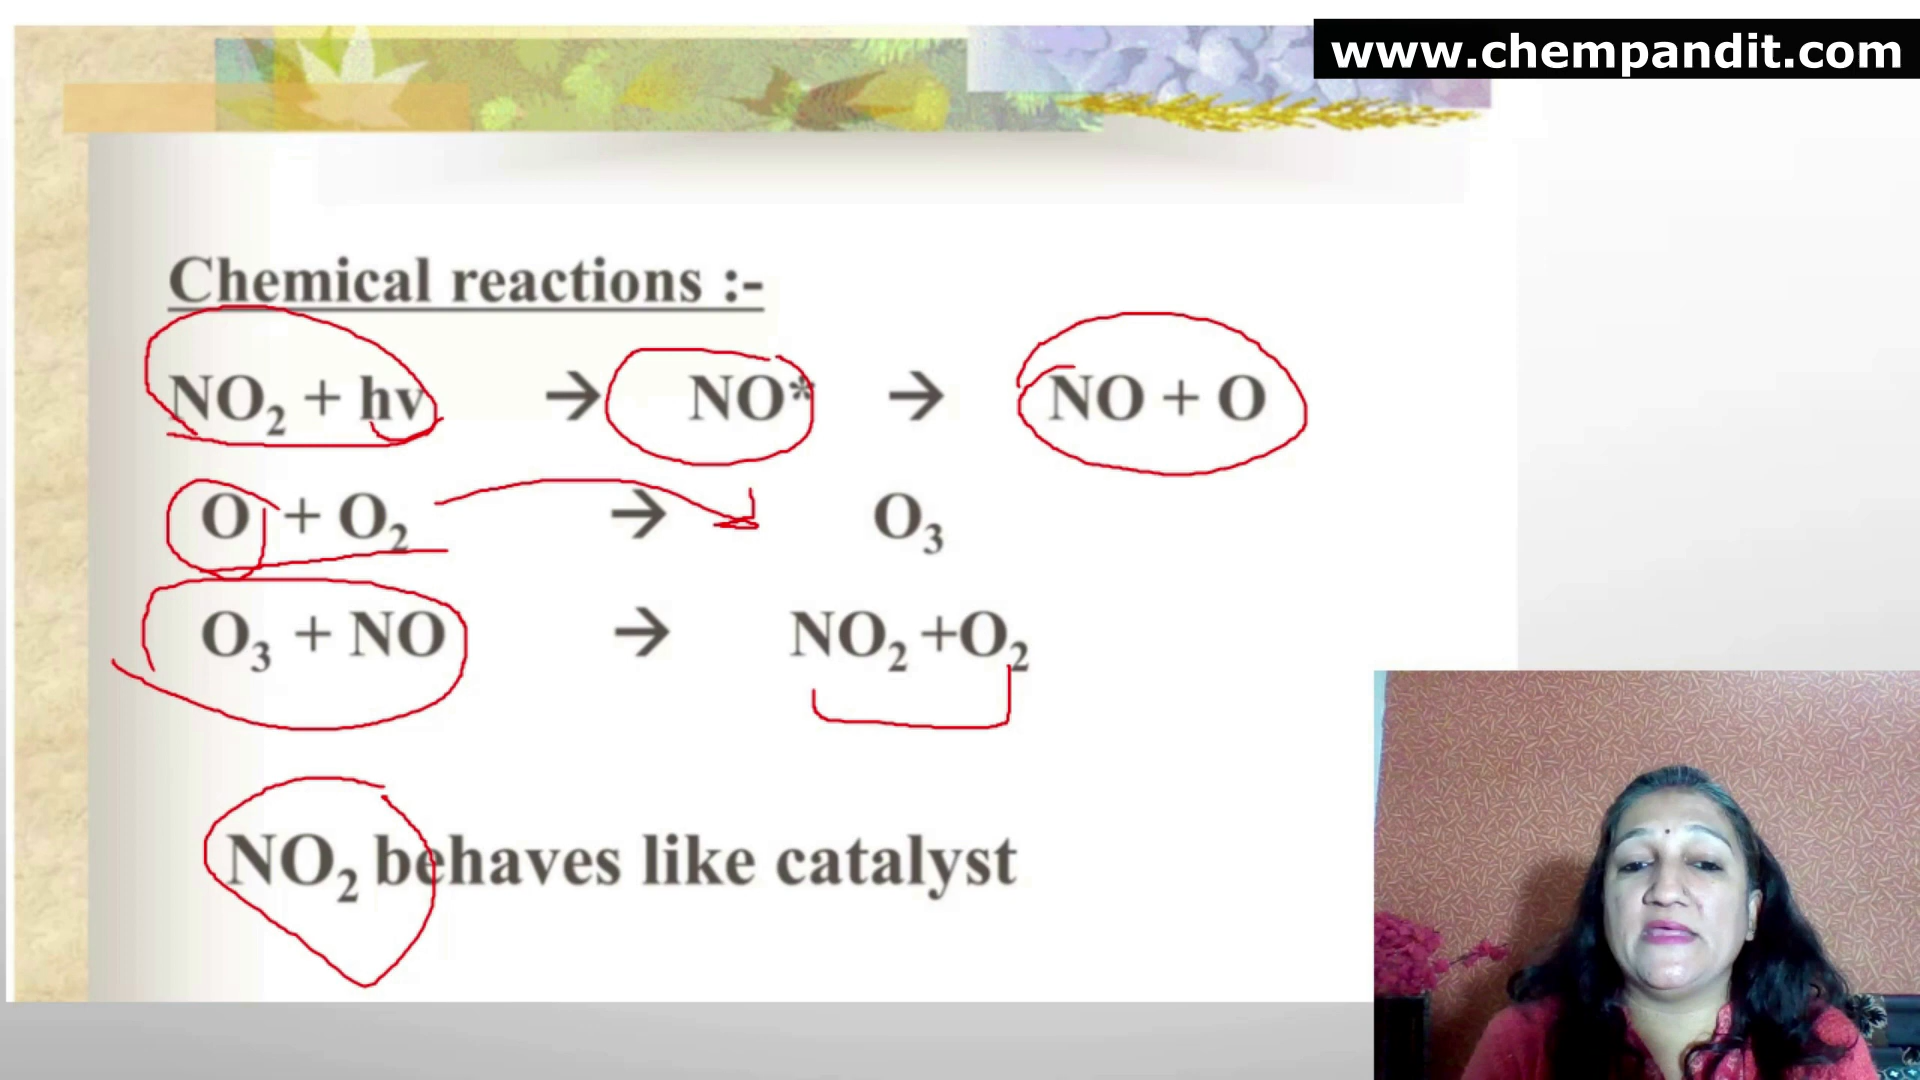 www.chempandit.com
Chemical reactions :-
NO₂ + hv → NO* → NO + O
O + O₂ → O₃
O₃ + NO → NO₂ +O₂
NO₂ behaves like catalyst